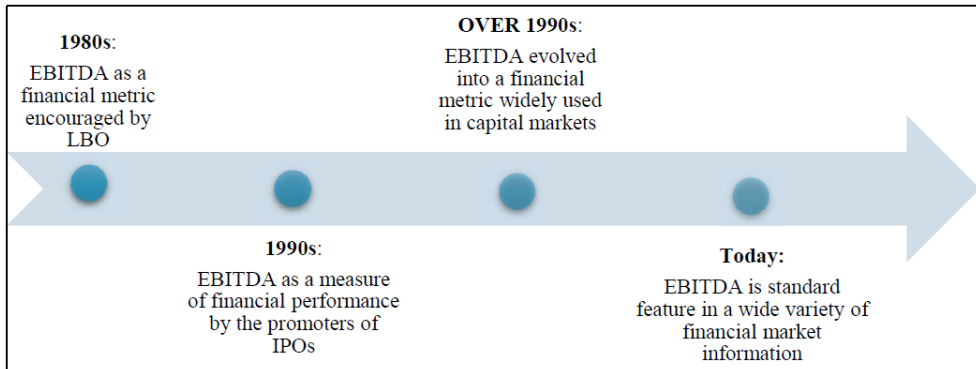 1980s:
EBITDA as a
financial metric
encouraged by
LBO
1990s:
EBITDA as a measure
of financial performance
by the promoters of
IPOs
OVER 1990s:
EBITDA evolved
into a financial
metric widely used
in capital markets
Today:
EBITDA is standard
feature in a wide variety of
financial market
information